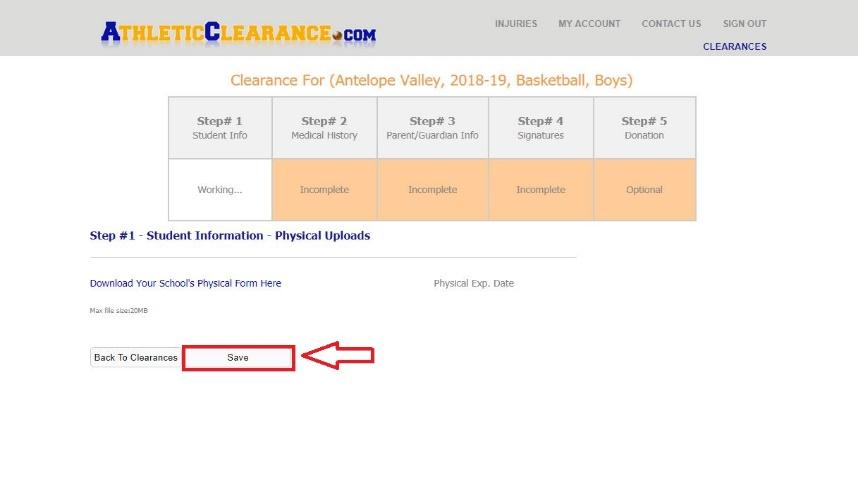 INJURIES MY ACCOUNT CONTACT US SIGN OUT
ATHLETICCLEARANCE.COM
CLEARANCES
Clearance For (Antelope Valley, 2018-19, Basketball, Boys)
Step# 1 Step# 2 Step# 3 Step# 4 Step# 5
Student Info Medical History Parent/Guardian Info Signatures Donation
Working... Incomplete Incomplete Incomplete Optional
Step #1 - Student Information - Physical Uploads
Download Your School's Physical Form Here Physical Exp. Date
Max file size:20MB
Back To Clearances Save